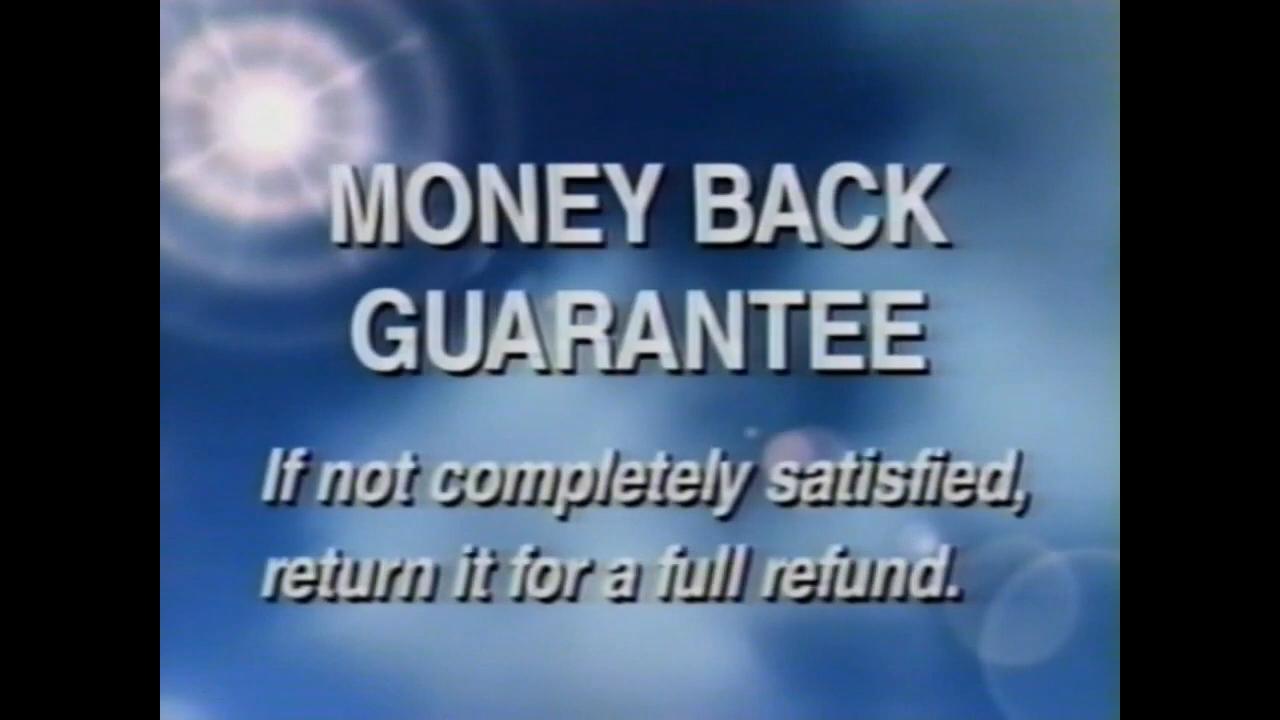 MONEY BACK
GUARANTEE
If not completely satisfied,
return it for a full refund.